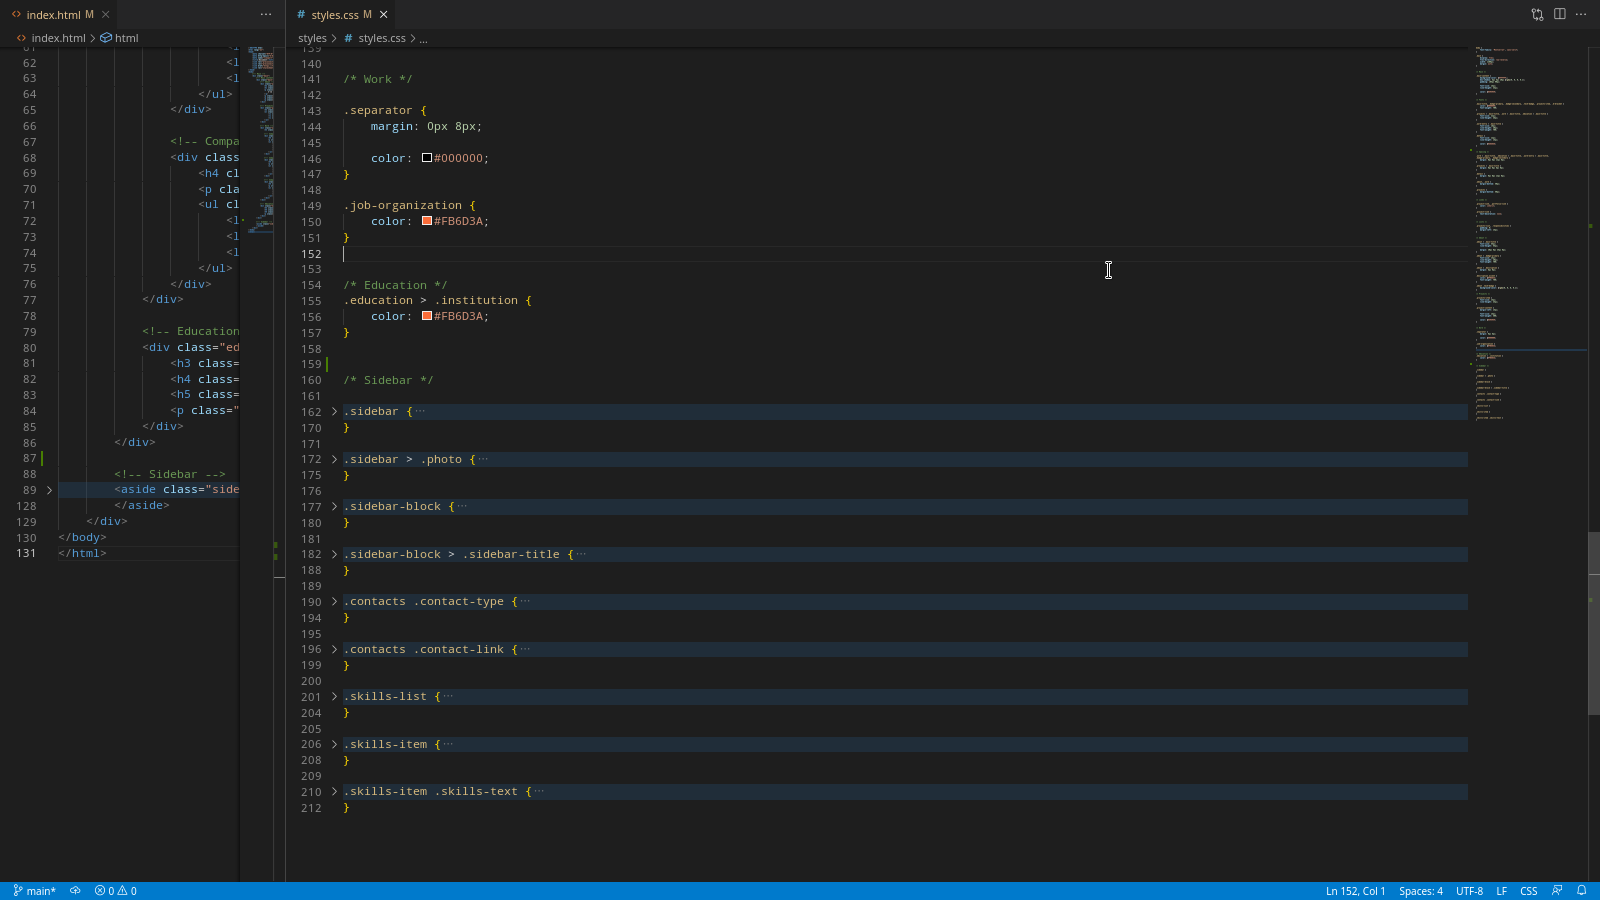 index.html M
styles.css M
index.html > html
styles > styles.css > ...
61 <l
62 <l
63 <l
64 </ul>
65 </div>
66
67 <!-- Compa
68 <div class
69 <h4 cl
70 <p cla
71 <ul cl
72 <l
73 <l
74 <l
75 </ul>
76 </div>
77 </div>
78
79 <!-- Education
80 <div class="ed
81 <h3 class=
82 <h4 class=
83 <h5 class=
84 <p class="
85 </div>
86 </div>
87
88 <!-- Sidebar -->
89 <aside class="side
128 </aside>
129 </div>
130 </body>
131 </html>
139
140
141 /* Work */
142
143 .separator {
144 margin: 0px 8px;
145
146 color: #000000;
147 }
148
149 .job-organization {
150 color: #FB6D3A;
151 }
152
153
154 /* Education */
155 .education > .institution {
156 color: #FB6D3A;
157 }
158
159
160 /* Sidebar */
161
162 .sidebar {···
170 }
171
172 .sidebar > .photo {···
175 }
176
177 .sidebar-block {···
180 }
181
182 .sidebar-block > .sidebar-title {···
188 }
189
190 .contacts .contact-type {···
194 }
195
196 .contacts .contact-link {···
199 }
200
201 .skills-list {···
204 }
205
206 .skills-item {···
208 }
209
210 .skills-item .skills-text {···
212 }
main* 0 0 Ln 152, Col 1 Spaces: 4 UTF-8 LF CSS